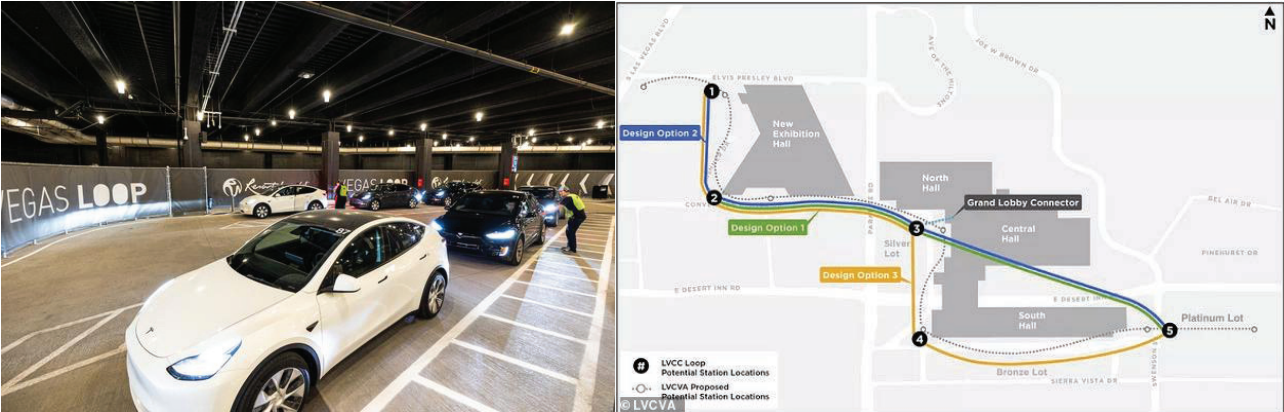 VEGAS LOOP
VEGAS LOOP
87
N
S LAS VEGAS BLVD
ELVIS PRESLEY BLVD
AVE OF THE HILTONS
JOE W BROWN DR
1
Design Option 2
New
Exhibition
Hall
North
Hall
Grand Lobby Connector
2
Design Option 1
3
Central
Hall
Silver
Lot
BEL AIR DR
PINEHURST DR
Design Option 3
E DESERT INN RD
South
Hall
Platinum Lot
4
5
Bronze Lot
SIERRA VISTA DR
#
LVCC Loop
Potential Station Locations
LVCVA Proposed
Potential Station Locations
© LVCVA